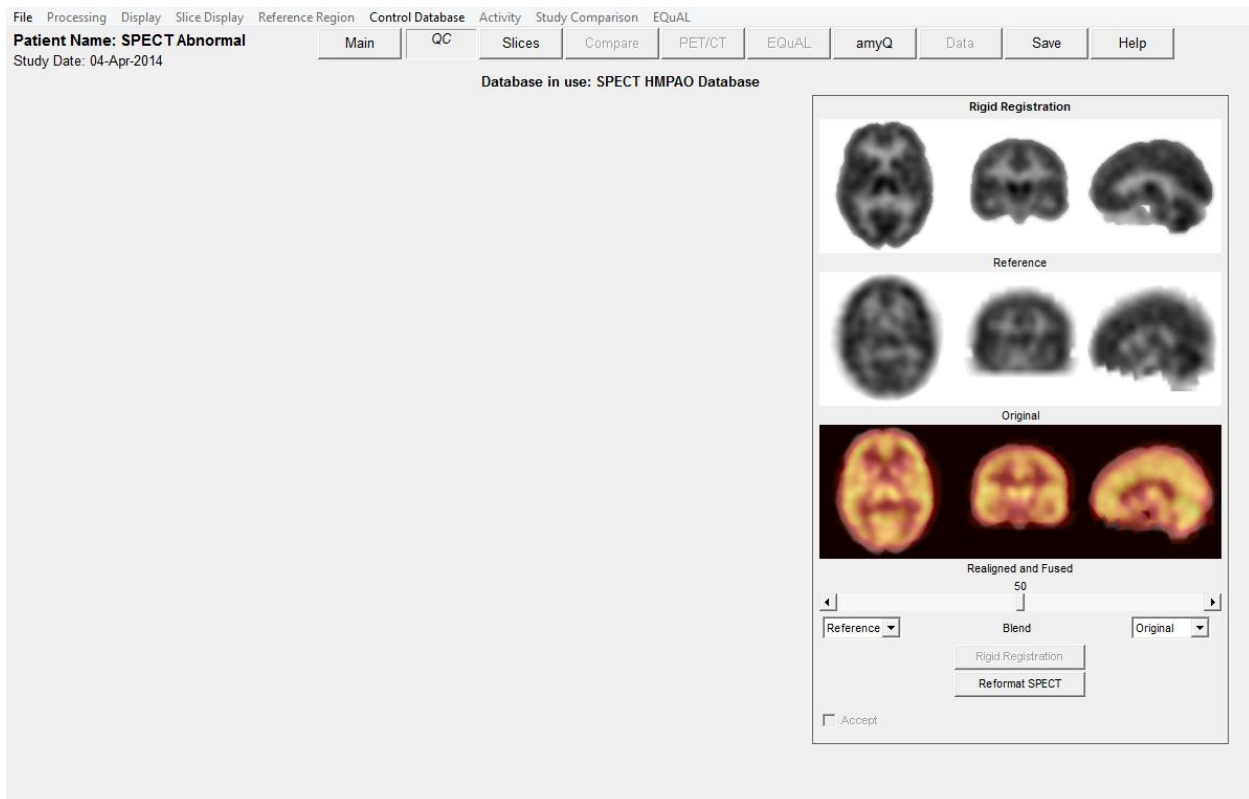 File Processing Display Slice Display Reference Region Control Database Activity Study Comparison EQuAL
Patient Name: SPECT Abnormal
Study Date: 04-Apr-2014
Main QC Slices Compare PET/CT EQuAL amyQ Data Save Help
Database in use: SPECT HMPAO Database
Rigid Registration
Reference
Original
Realigned and Fused
50
Reference Blend Original
Rigid Registration
Reformat SPECT
Accept